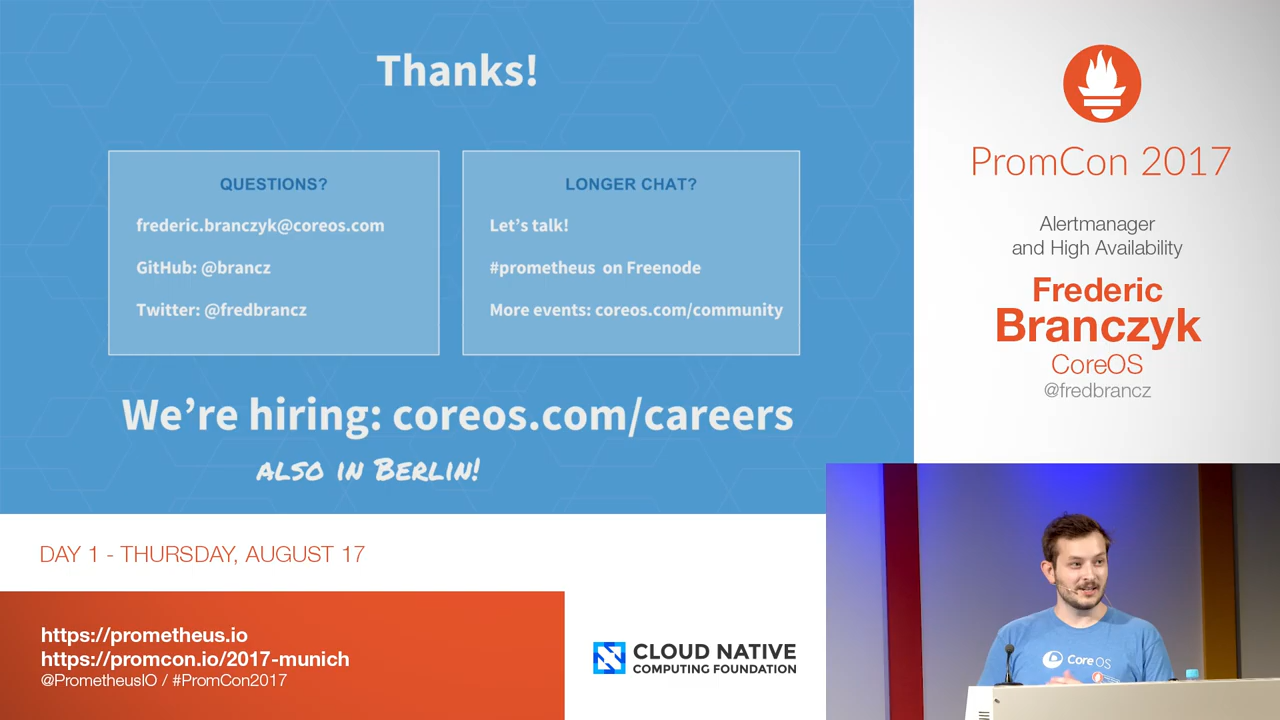 Thanks!
QUESTIONS?
frederic.branczyk@coreos.com
GitHub: @brancz
Twitter: @fredbrancz
LONGER CHAT?
Let's talk!
#prometheus on Freenode
More events: coreos.com/community
We're hiring: coreos.com/careers
ALSO IN BERLIN!
PromCon 2017
Alertmanager
and High Availability
Frederic
Branczyk
CoreOS
@fredbrancz
DAY 1 - THURSDAY, AUGUST 17
https://prometheus.io
https://promcon.io/2017-munich
@PrometheusIO / #PromCon2017
CLOUD NATIVE
COMPUTING FOUNDATION
Core OS